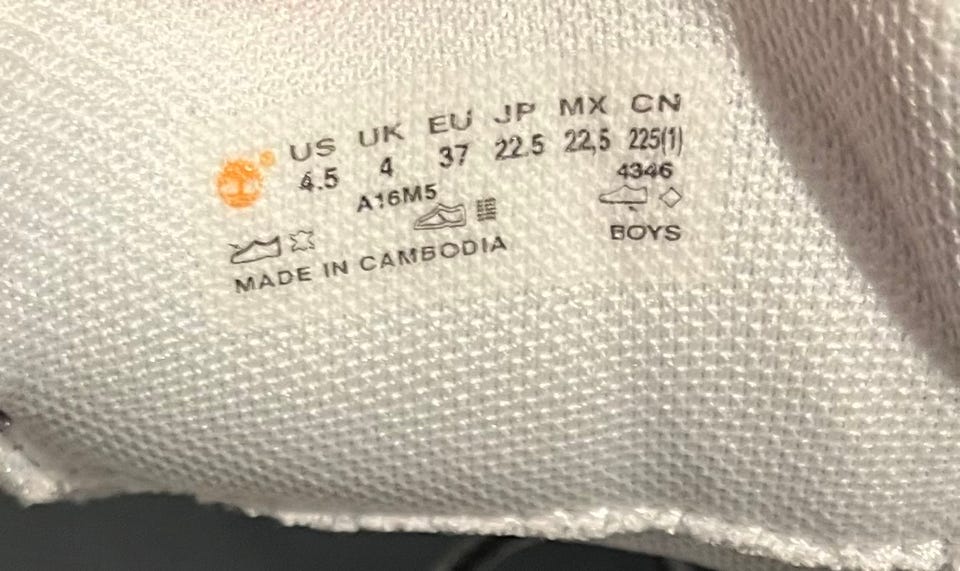 US UK EU JP MX CN
4.5 4 37 22.5 22,5 225(1)
A16M5 4346
BOYS
MADE IN CAMBODIA